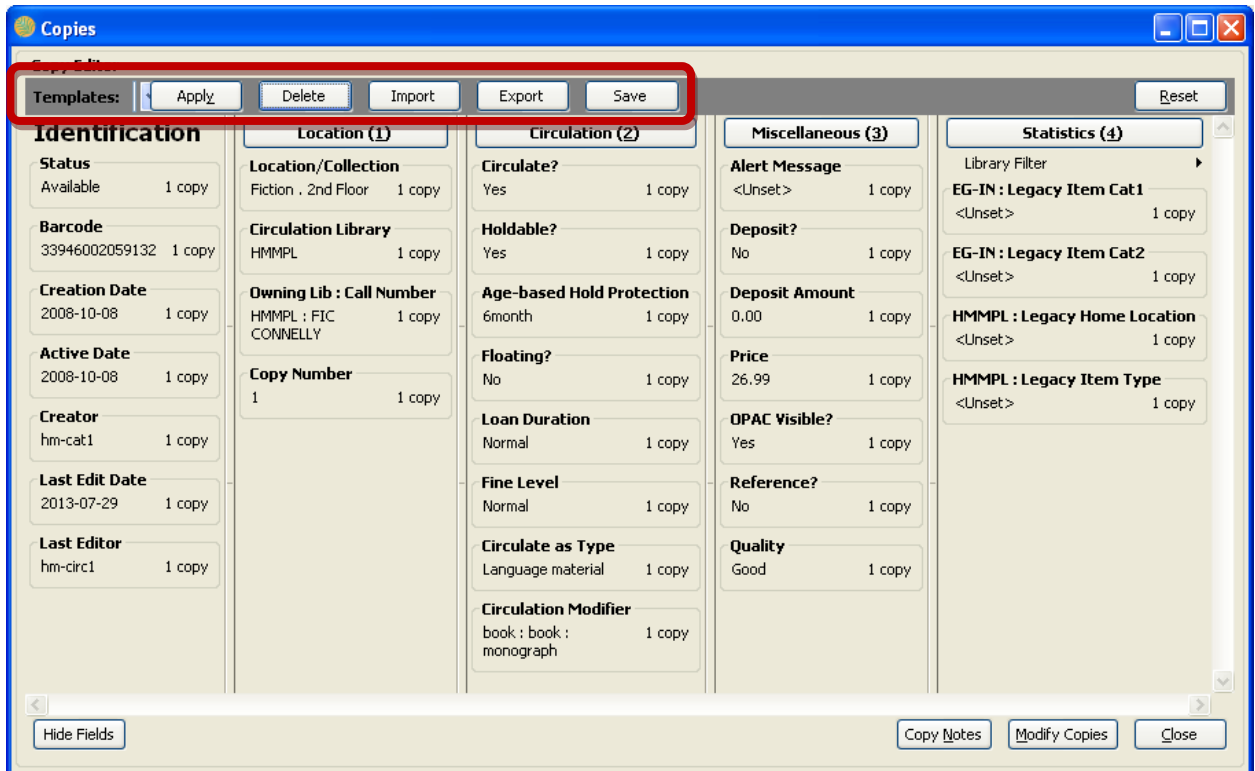 Copies
Copy Editor
Templates: Apply Delete Import Export Save Reset
Identification
Status
Available 1 copy
Barcode
33946002059132 1 copy
Creation Date
2008-10-08 1 copy
Active Date
2008-10-08 1 copy
Creator
hm-cat1 1 copy
Last Edit Date
2013-07-29 1 copy
Last Editor
hm-circ1 1 copy
Location (1)
Location/Collection
Fiction . 2nd Floor 1 copy
Circulation Library
HMMPL 1 copy
Owning Lib : Call Number
HMMPL : FIC 1 copy
CONNELLY
Copy Number
1 1 copy
Circulation (2)
Circulate?
Yes 1 copy
Holdable?
Yes 1 copy
Age-based Hold Protection
6month 1 copy
Floating?
No 1 copy
Loan Duration
Normal 1 copy
Fine Level
Normal 1 copy
Circulate as Type
Language material 1 copy
Circulation Modifier
book : book : 1 copy
monograph
Miscellaneous (3)
Alert Message
<Unset> 1 copy
Deposit?
No 1 copy
Deposit Amount
0.00 1 copy
Price
26.99 1 copy
OPAC Visible?
Yes 1 copy
Reference?
No 1 copy
Quality
Good 1 copy
Statistics (4)
Library Filter
EG-IN : Legacy Item Cat1
<Unset> 1 copy
EG-IN : Legacy Item Cat2
<Unset> 1 copy
HMMPL : Legacy Home Location
<Unset> 1 copy
HMMPL : Legacy Item Type
<Unset> 1 copy
Hide Fields Copy Notes Modify Copies Close